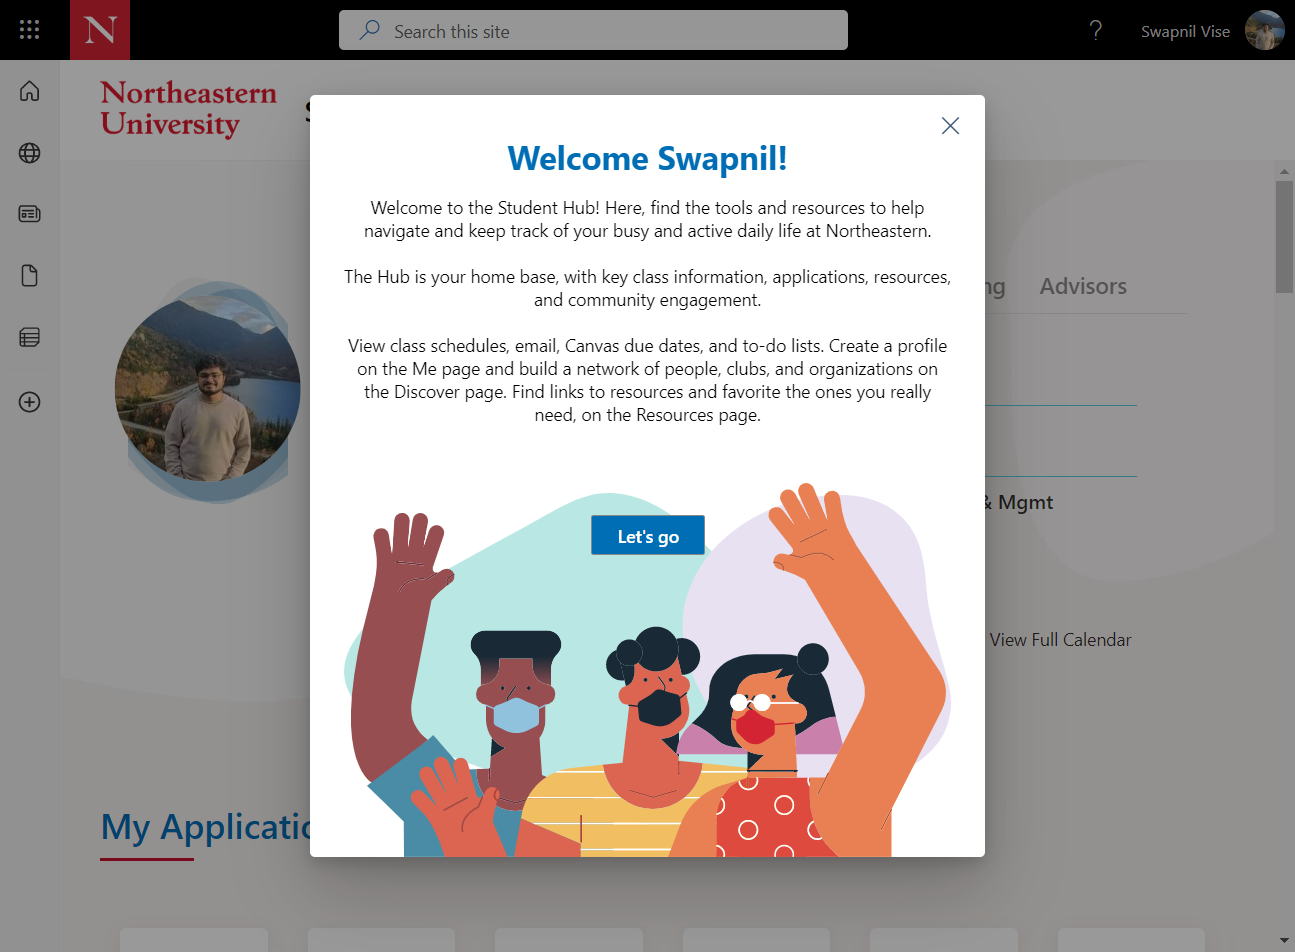 N
Search this site
?
Swapnil Vise
Northeastern
University
Welcome Swapnil!
Welcome to the Student Hub! Here, find the tools and resources to help
navigate and keep track of your busy and active daily life at Northeastern.
The Hub is your home base, with key class information, applications, resources,
and community engagement.
View class schedules, email, Canvas due dates, and to-do lists. Create a profile
on the Me page and build a network of people, clubs, and organizations on
the Discover page. Find links to resources and favorite the ones you really
need, on the Resources page.
Let's go
Advisors
& Mgmt
View Full Calendar
My Applicatio